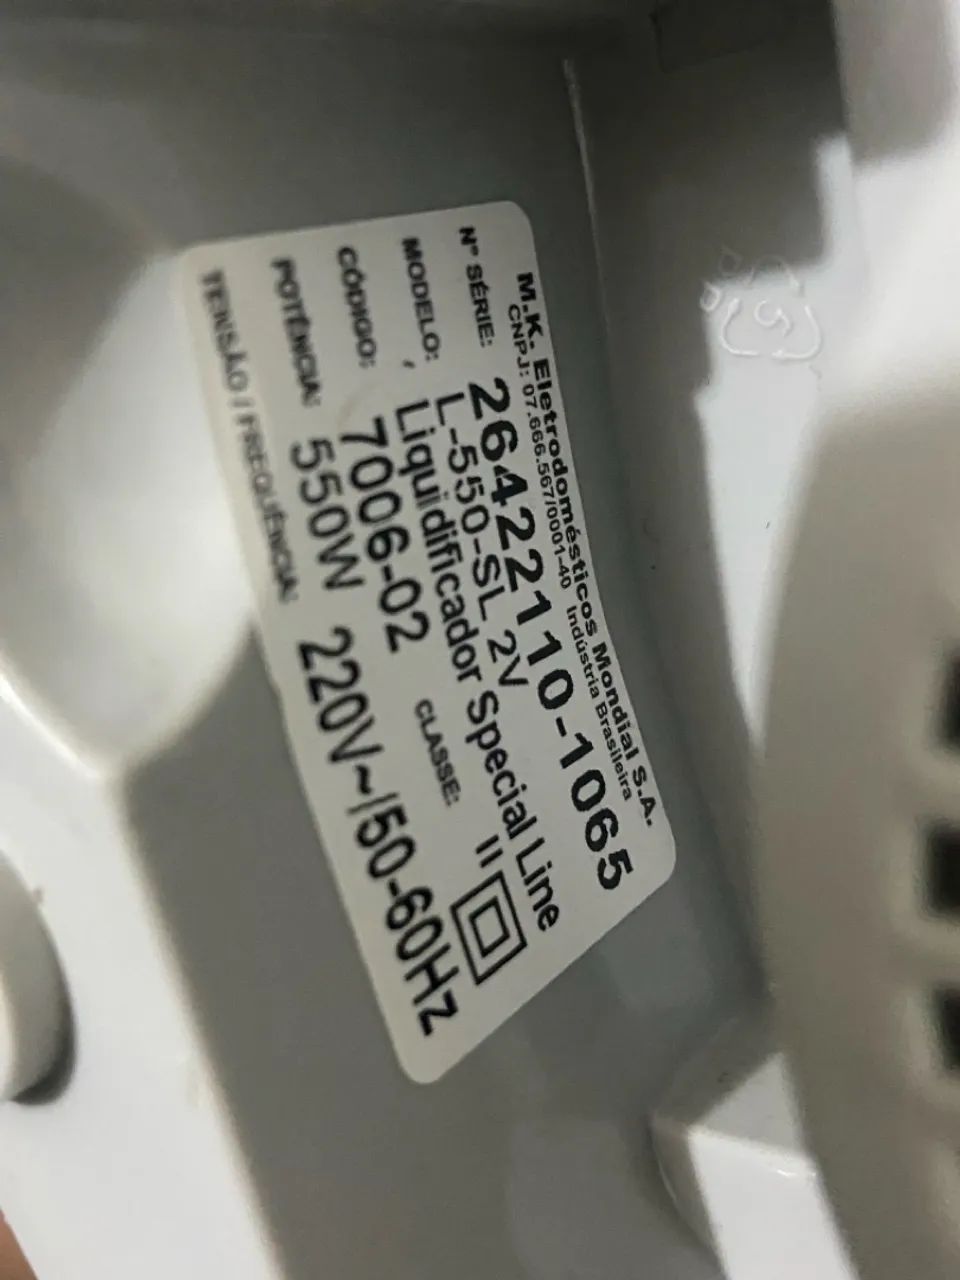 M.K. Eletrodomésticos Mondial S.A.
CNPJ: 07.666.567/0001-40 Indústria Brasileira
Nº SÉRIE: 26422110-1065
MODELO: L-550-SL 2V
Liquidificador Special Line
CÓDIGO: 7006-02 CLASSE: II
POTÊNCIA: 550W
TENSÃO / FREQUÊNCIA: 220V~/50-60Hz
5